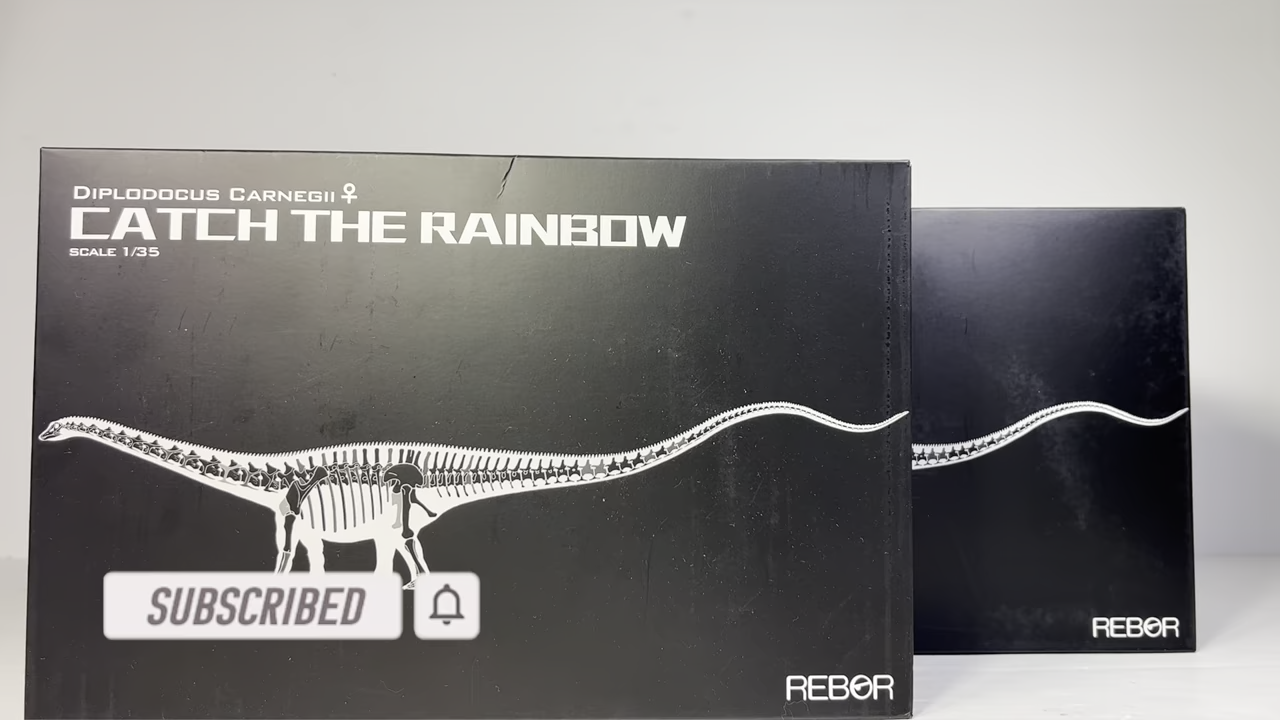 DIPLODOCUS CARNEGII ♀
CATCH THE RAINBOW
SCALE 1/35
SUBSCRIBED
REBOR
REBOR